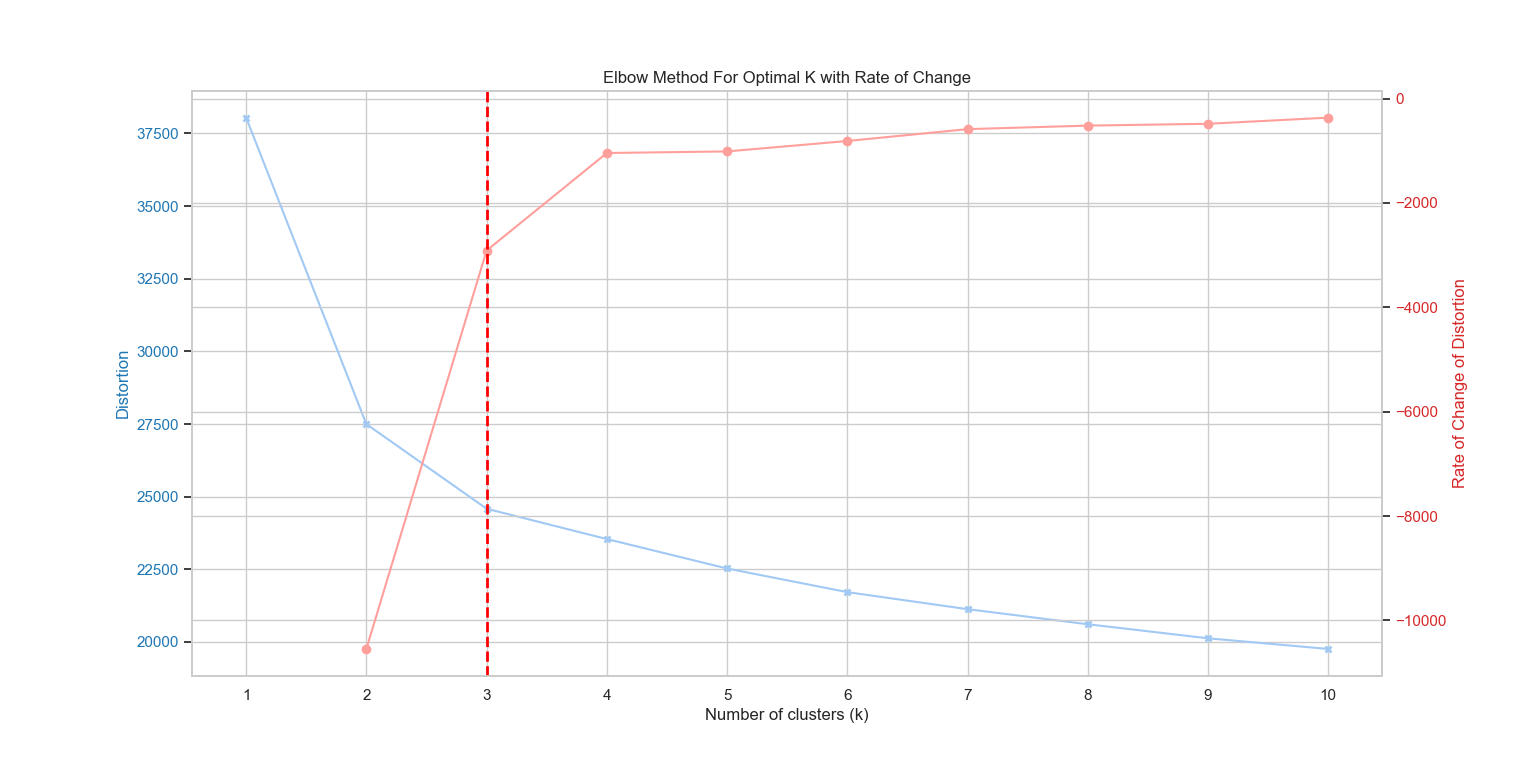 Elbow Method For Optimal K with Rate of Change
37500
35000
32500
30000
27500
25000
22500
20000
Distortion
0
−2000
−4000
−6000
−8000
−10000
Rate of Change of Distortion
1 2 3 4 5 6 7 8 9 10
Number of clusters (k)